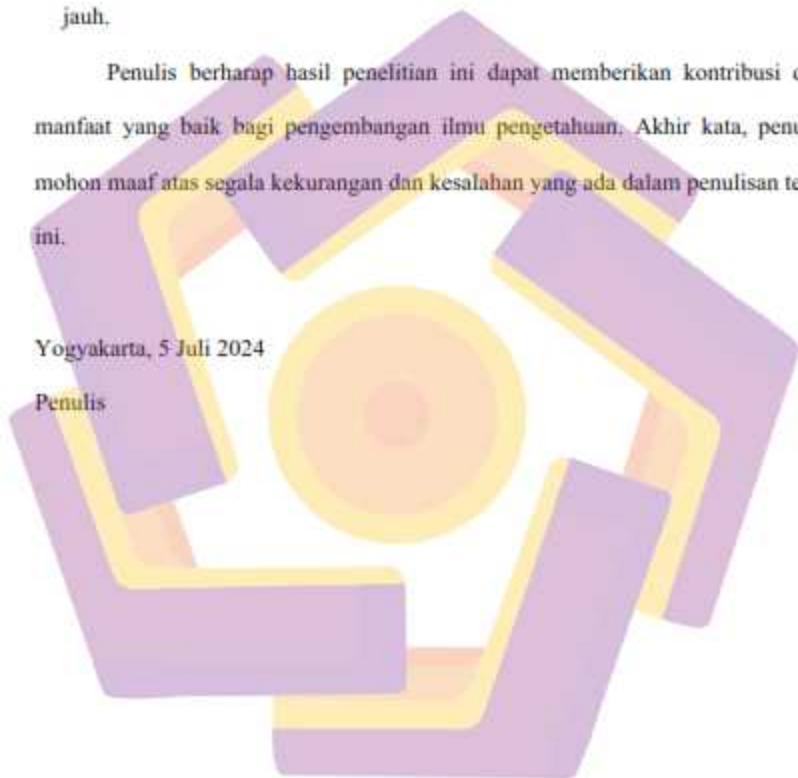 jauh.
Penulis berharap hasil penelitian ini dapat memberikan kontribusi
manfaat yang baik bagi pengembangan ilmu pengetahuan. Akhir kata,
mohon maaf atas segala kekurangan dan kesalahan yang ada dalam penulisan
ini.
Yogyakarta, 5 Juli 2024
Penulis